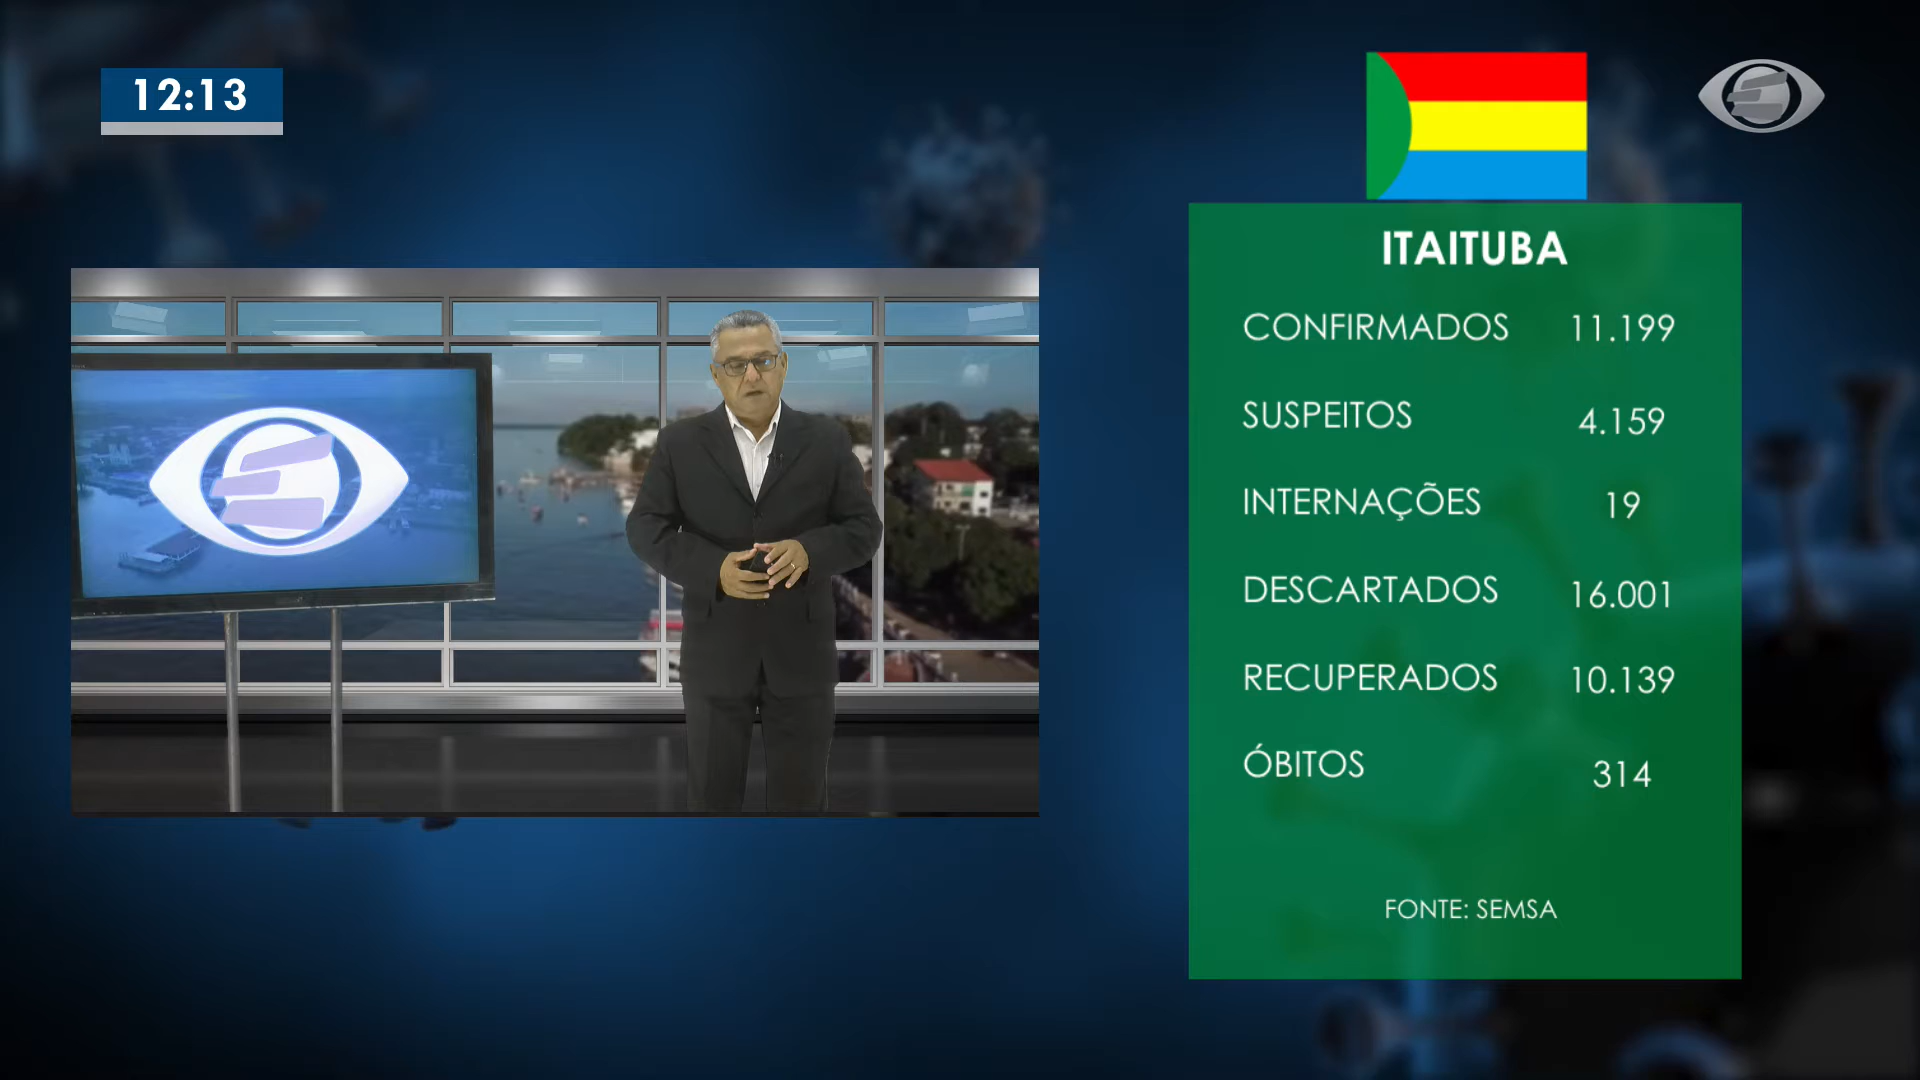 12:13
ITAITUBA
CONFIRMADOS 11.199
SUSPEITOS 4.159
INTERNAÇÕES 19
DESCARTADOS 16.001
RECUPERADOS 10.139
ÓBITOS 314
FONTE: SEMSA